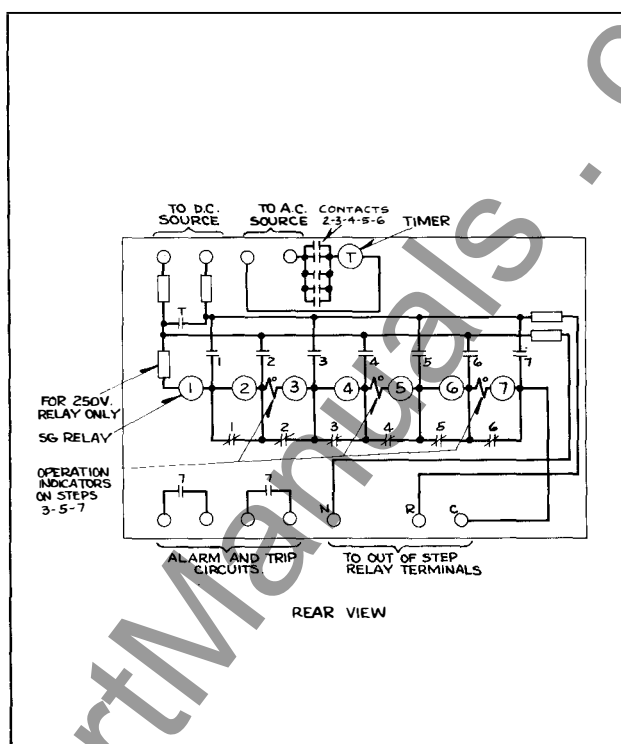 TO D.C.
SOURCE
TO A.C.
SOURCE
CONTACTS
2-3-4-5-6
TIMER
T
T
1 2 3 4 5 6 7
FOR 250V.
RELAY ONLY
SG RELAY
1 2 3 4 5 6 7
1 2 3 4 5 6
OPERATION
INDICATORS
ON STEPS
3-5-7
7 7 N R C
ALARM AND TRIP
CIRCUITS.
TO OUT OF STEP
RELAY TERMINALS
REAR VIEW
rtManuals . c